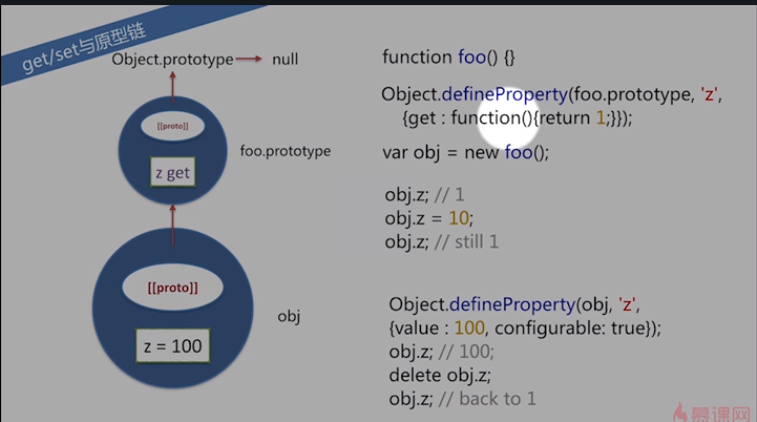 get/set与原型链
Object.prototype
null
[[proto]]
z get
foo.prototype
[[proto]]
z = 100
obj
function foo() {}
Object.defineProperty(foo.prototype, 'z',
{get : function(){return 1;}});
var obj = new foo();
obj.z; // 1
obj.z = 10;
obj.z; // still 1
Object.defineProperty(obj, 'z',
{value : 100, configurable: true});
obj.z; // 100;
delete obj.z;
obj.z; // back to 1
慕课网